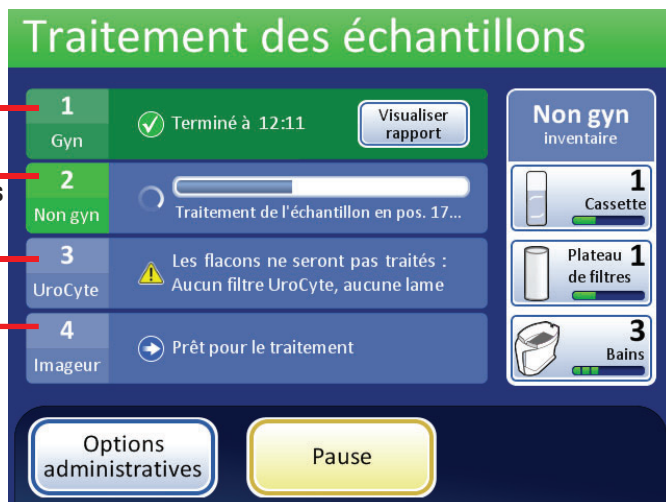 Traitement des échantillons
1
Gyn
Terminé à 12:11
Visualiser
rapport
2
Non gyn
Traitement de l'échantillon en pos. 17...
3
UroCyte
Les flacons ne seront pas traités :
Aucun filtre UroCyte, aucune lame
4
Imageur
Prêt pour le traitement
Non gyn
inventaire
1
Cassette
Plateau 1
de filtres
3
Bains
Options
administratives
Pause
s